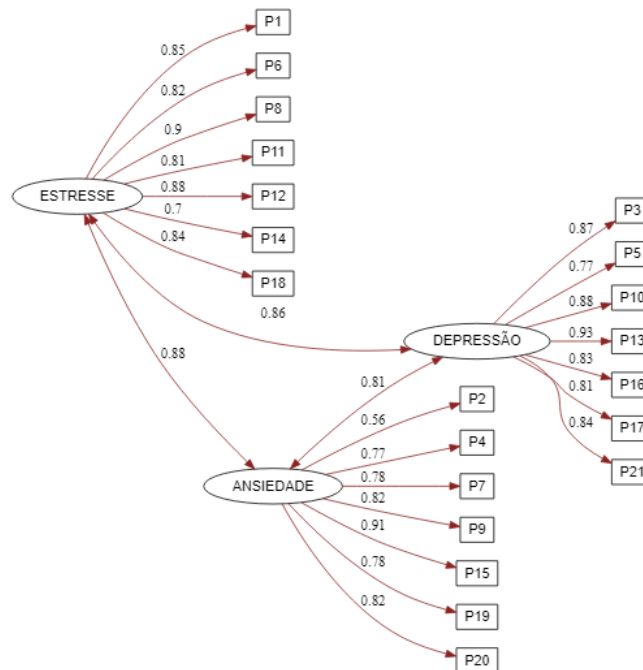 P1
0.85
P6
0.82
P8
0.9
P11
0.81
ESTRESSE
0.88
P12
0.7
P14
0.84
P18
0.86
0.88
P3
0.87
P5
0.77
P10
0.88
DEPRESSÃO
0.93
P13
0.83
P16
0.81
P17
0.84
P21
0.81
P2
0.56
P4
0.77
ANSIEDADE
0.78
P7
0.82
P9
0.91
P15
0.78
P19
0.82
P20